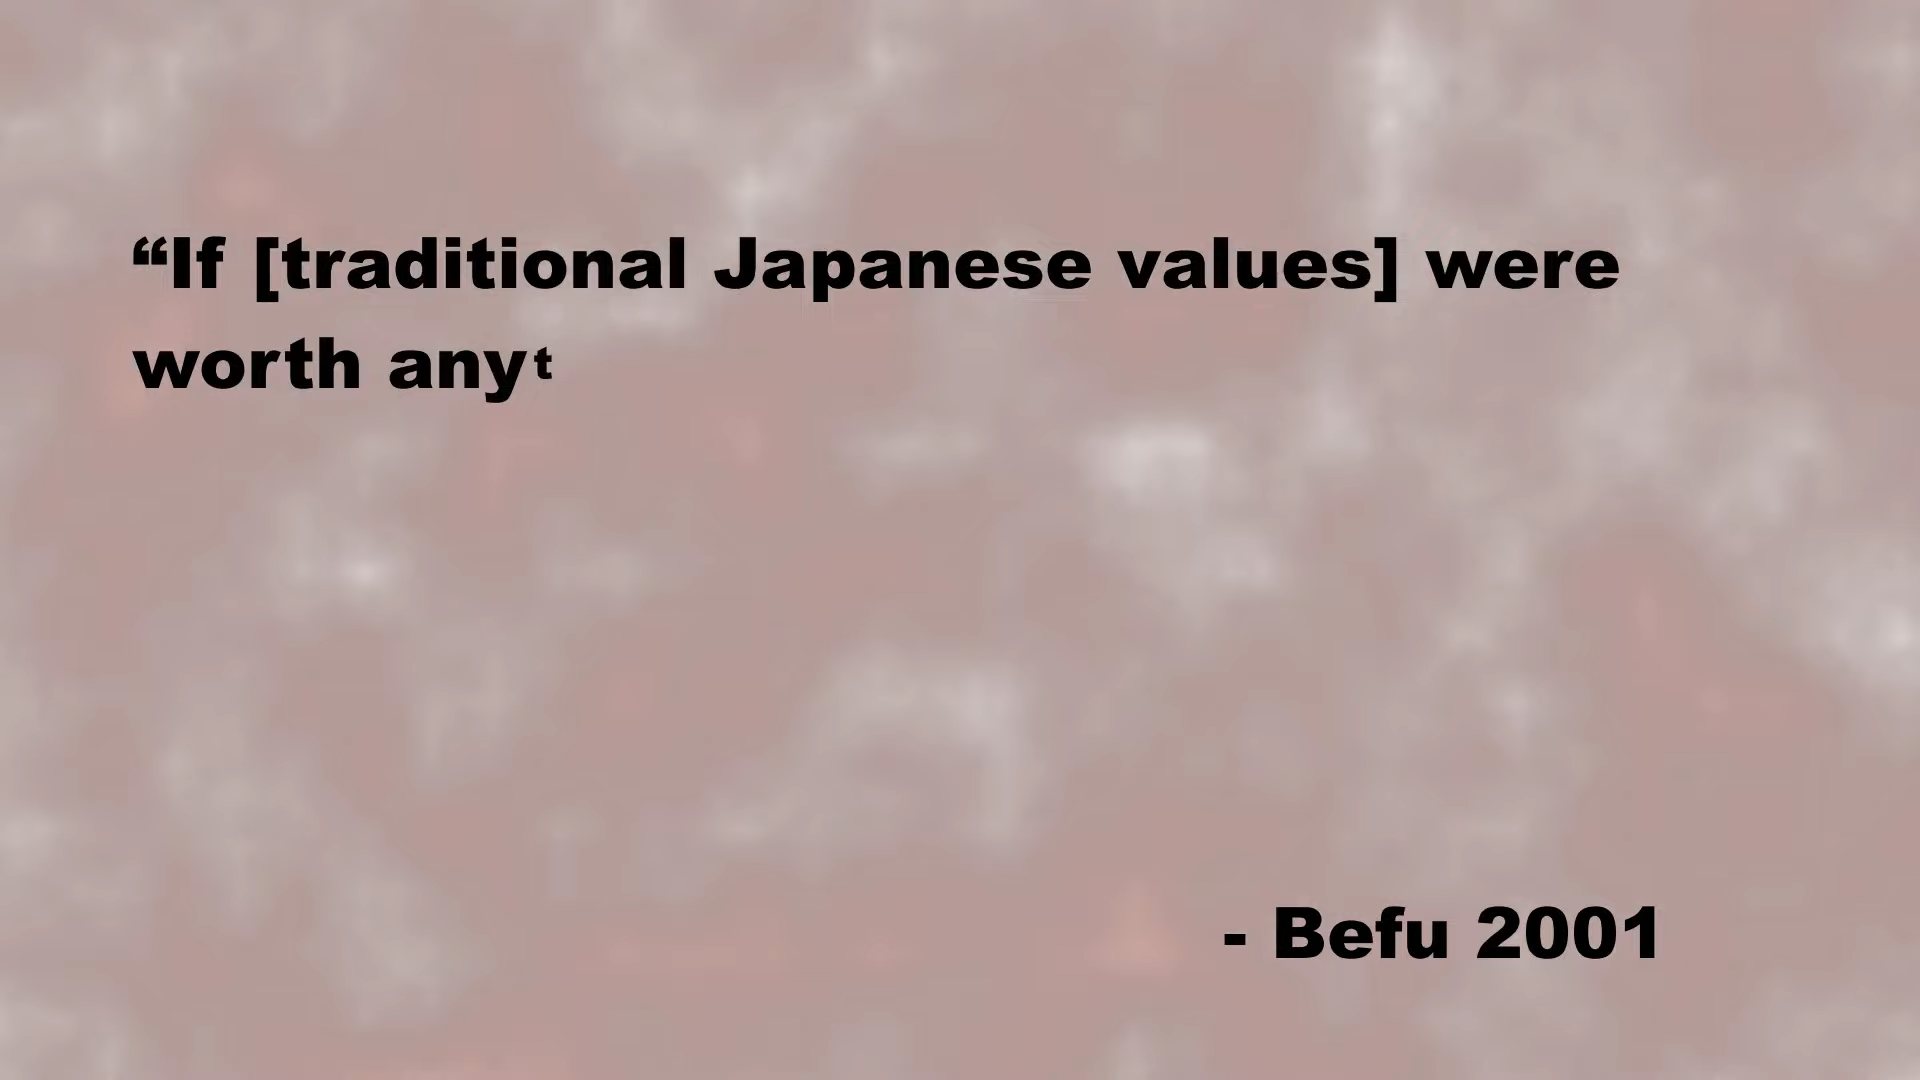 “If [traditional Japanese values] were
worth anyt
- Befu 2001